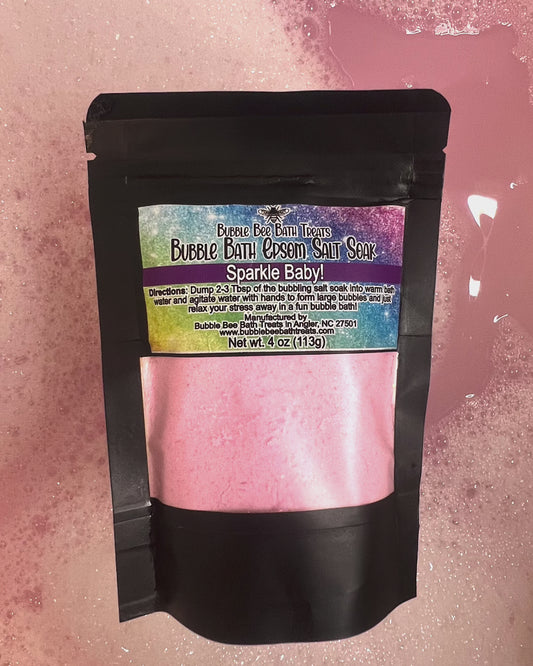 Bubble Bee Bath Treats
Bubble Bath Epsom Salt Soak
Sparkle Baby!
Directions: Dump 2-3 Tbsp of the bubbling salt soak into warm bath
water and agitate water with hands to form large bubbles and just
relax your stress away in a fun bubble bath!
Manufactured by
Bubble Bee Bath Treats in Angier, NC 27501
www.bubblebeebathtreats.com
Net wt. 4 oz (113g)